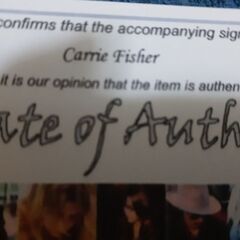 confirms that the accompanying sig
Carrie Fisher
it is our opinion that the item is authen
ate of Auth